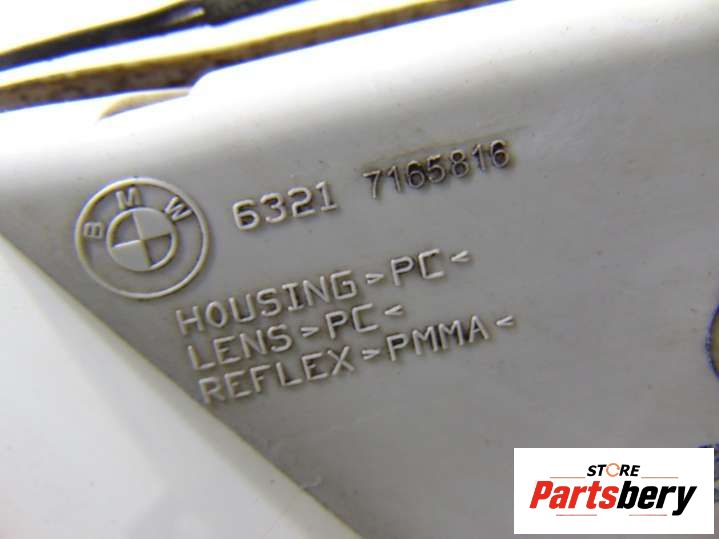 BMW
6321 7165816
HOUSING>PC<
LENS>PC<
REFLEX>PMMA<
STORE
Partsbery